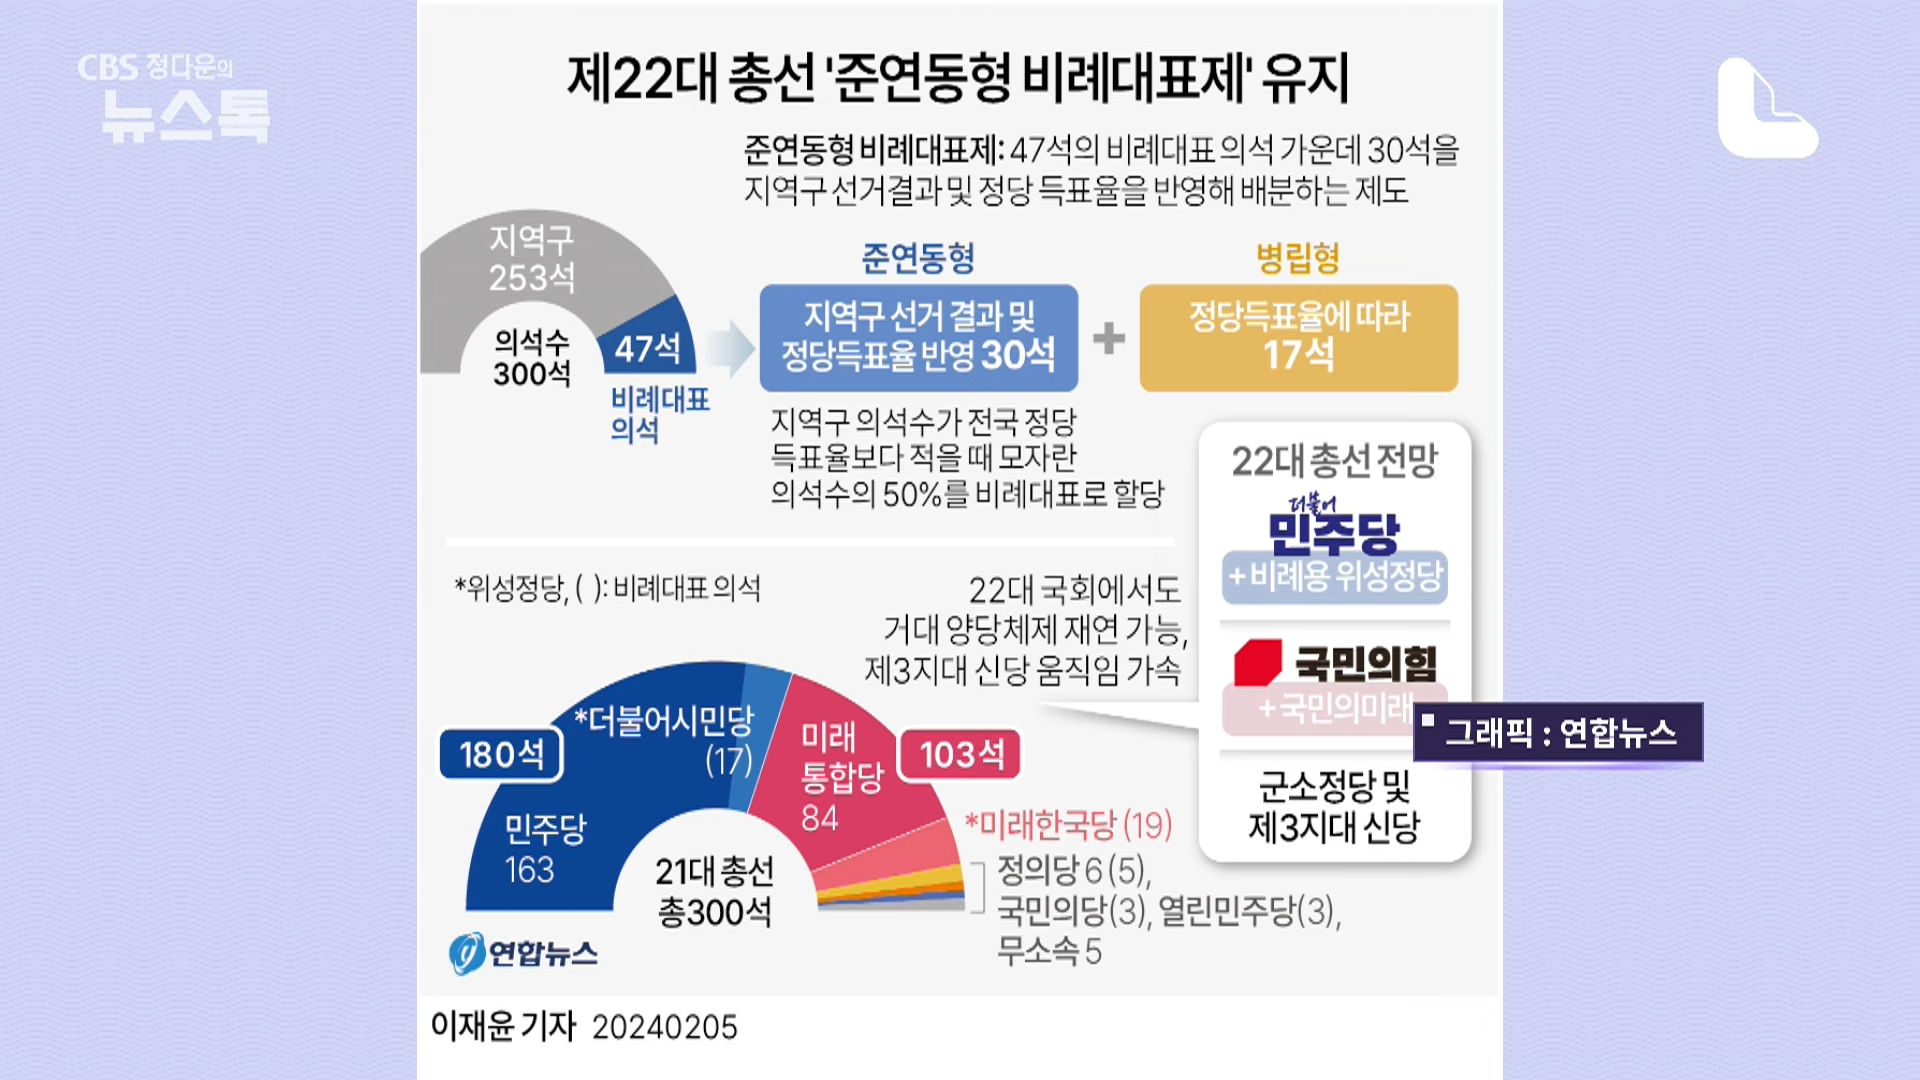 CBS 정다운의
뉴스톡
제22대 총선 '준연동형 비례대표제' 유지
준연동형 비례대표제: 47석의 비례대표 의석 가운데 30석을
지역구 선거결과 및 정당 득표율을 반영해 배분하는 제도
지역구
253석
의석수
300석
47석
비례대표
의석
준연동형
지역구 선거 결과 및
정당득표율 반영 30석
+
병립형
정당득표율에 따라
17석
지역구 의석수가 전국 정당
득표율보다 적을 때 모자란
의석수의 50%를 비례대표로 할당
22대 총선 전망
더불어
민주당
+비례용 위성정당
국민의힘
+국민의미래
군소정당 및
제3지대 신당
*위성정당, ( ): 비례대표 의석
22대 국회에서도
거대 양당체제 재연 가능,
제3지대 신당 움직임 가속
180석
*더불어시민당
(17)
민주당
163
미래
통합당
84
103석
*미래한국당 (19)
21대 총선
총300석
정의당 6 (5),
국민의당(3), 열린민주당(3),
무소속 5
연합뉴스
그래픽 : 연합뉴스
이재윤 기자 20240205